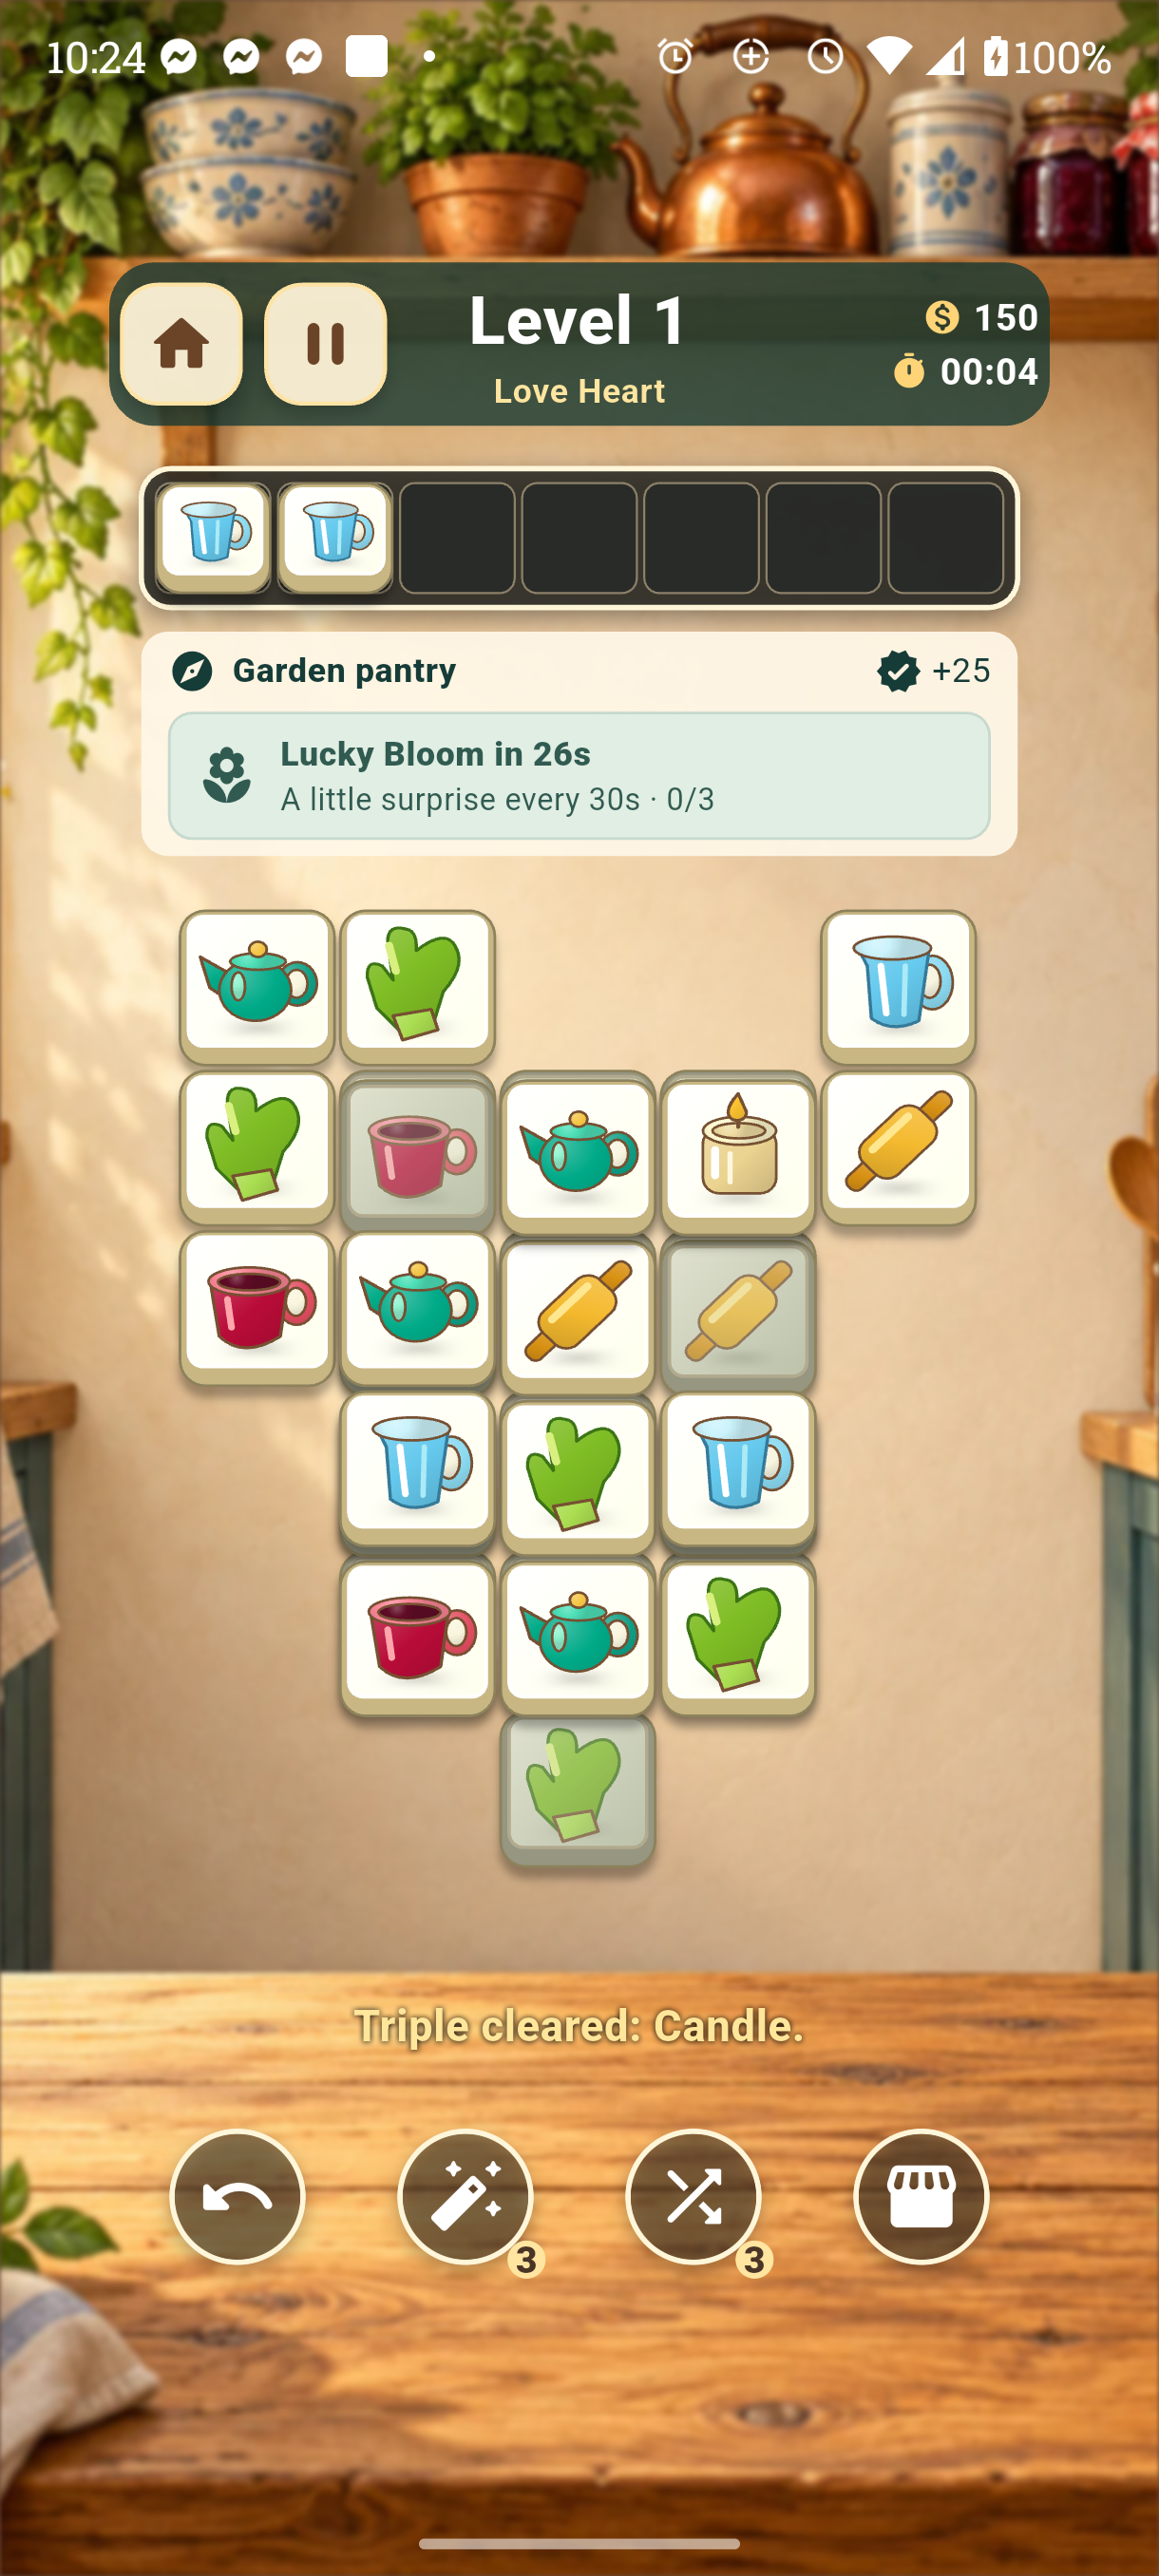 10:24
100%
Level 1
Love Heart
150
00:04
Garden pantry
+25
Lucky Bloom in 26s
A little surprise every 30s · 0/3
Triple cleared: Candle.
3
3